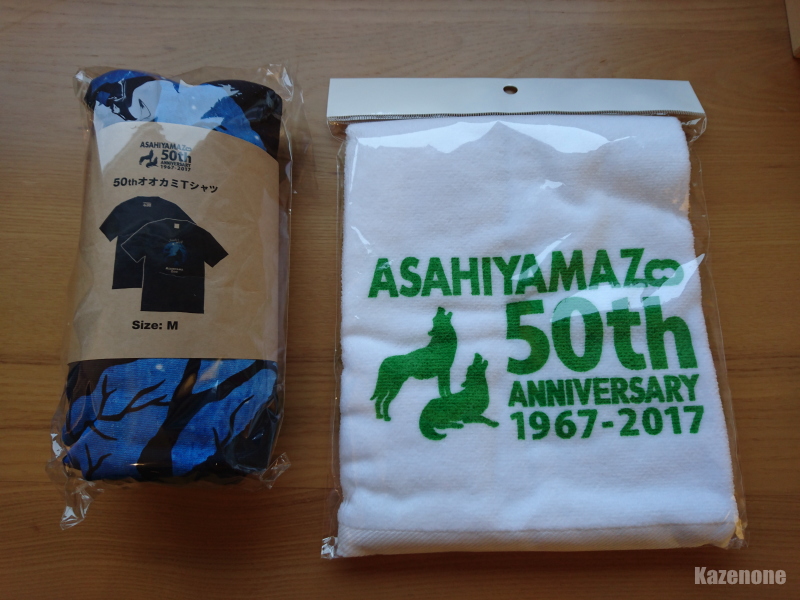 ASAHIYAMAZoo
50th
ANNIVERSARY
1967-2017
50thオオカミTシャツ
Size: M
ASAHIYAMAZoo
50th
ANNIVERSARY
1967-2017
Kazenone